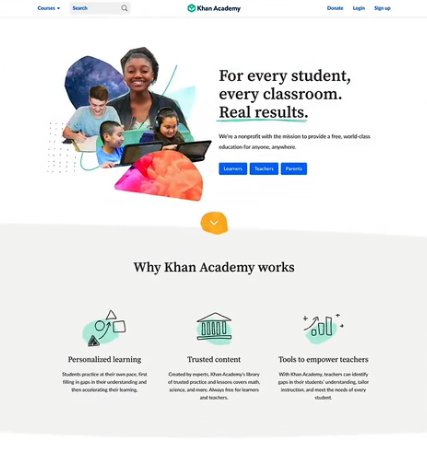 Courses
Search
Khan Academy
Donate
Login
Sign up
For every student,
every classroom.
Real results.
We're a nonprofit with the mission to provide a free, world-class
education for anyone, anywhere.
Learners
Teachers
Parents
Why Khan Academy works
Personalized learning
Students practice at their own pace, first
filling in gaps in their understanding and
then accelerating their learning.
Trusted content
Created by experts, Khan Academy's library
of trusted practice and lessons covers math,
science, and more. Always free for learners
and teachers.
Tools to empower teachers
With Khan Academy, teachers can identify
gaps in their students' understanding, tailor
instruction, and meet the needs of every
student.